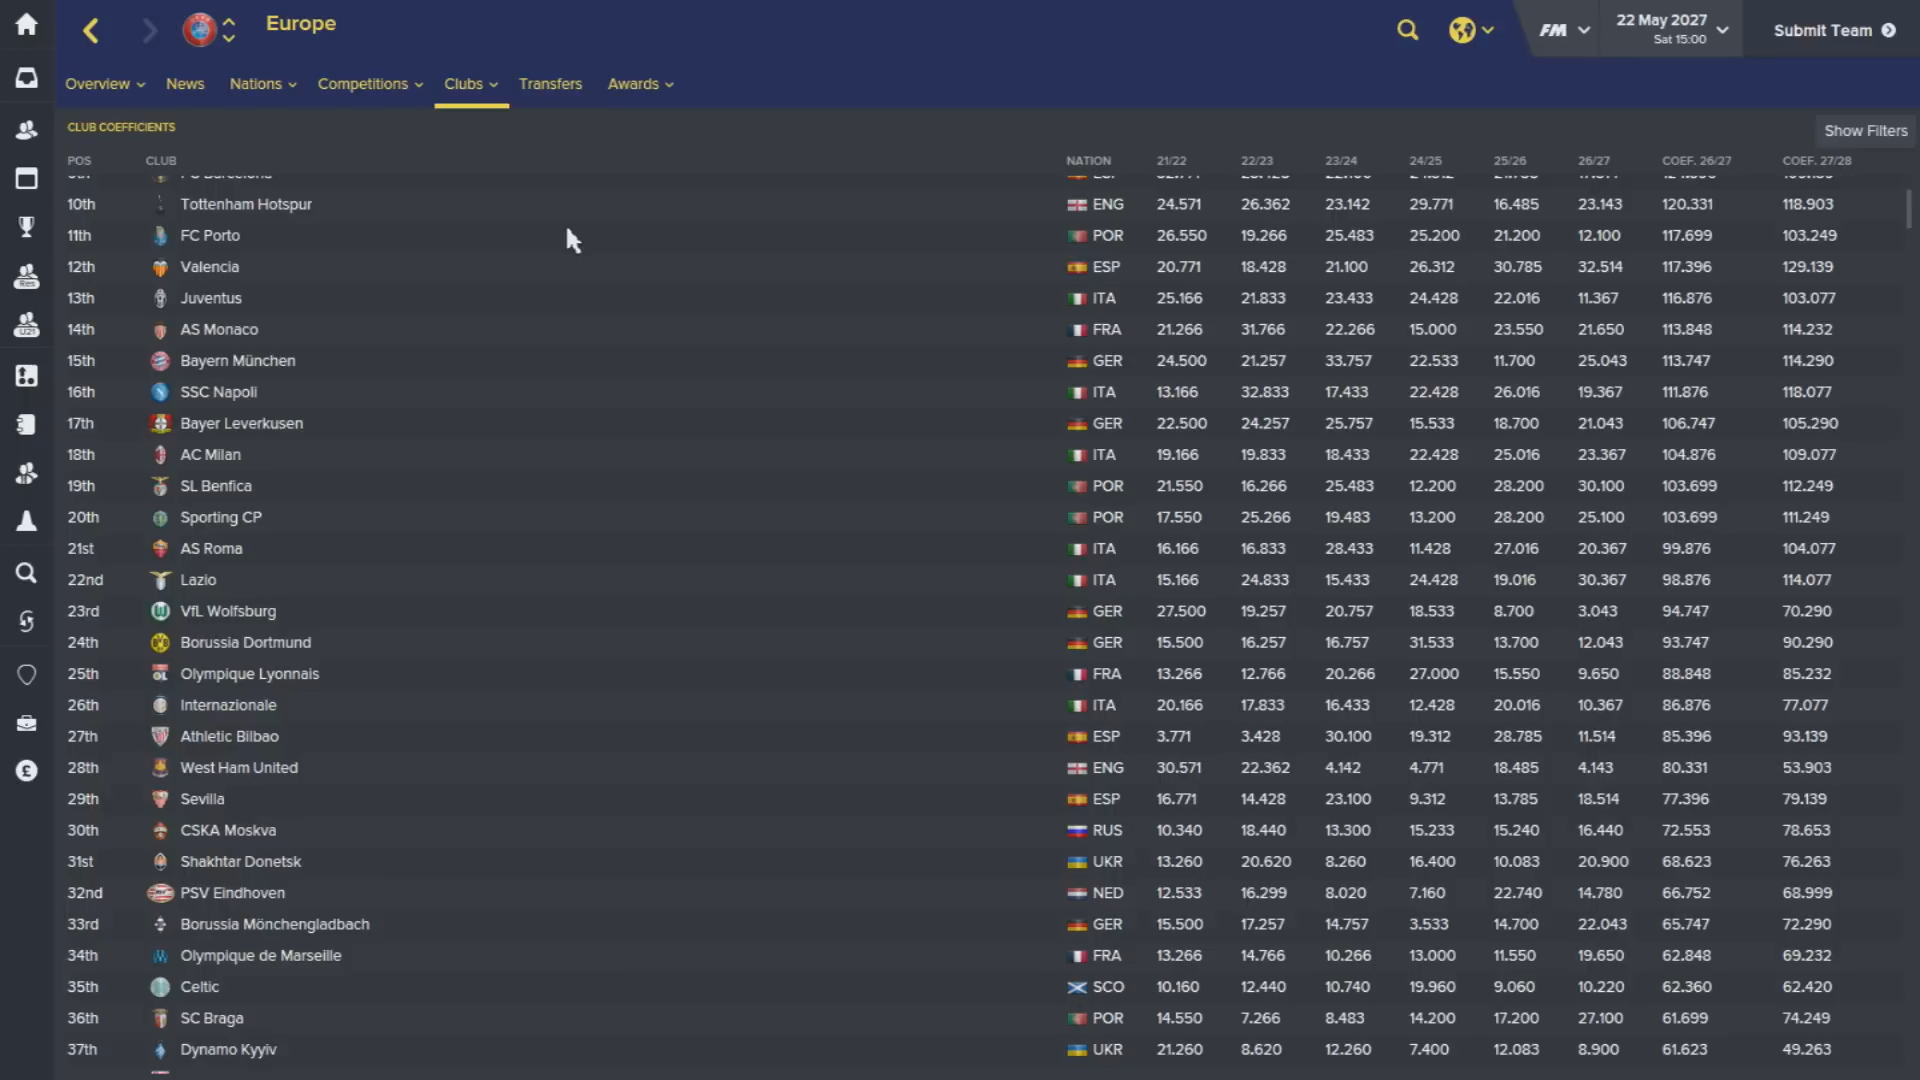 Europe
FM
22 May 2027
Sat 15:00
Submit Team
Overview News Nations Competitions Clubs Transfers Awards
CLUB COEFFICIENTS
Show Filters
POS CLUB NATION 21/22 22/23 23/24 24/25 25/26 26/27 COEF. 26/27 COEF. 27/28
10th Tottenham Hotspur ENG 24.571 26.362 23.142 29.771 16.485 23.143 120.331 118.903
11th FC Porto POR 26.550 19.266 25.483 25.200 21.200 12.100 117.699 103.249
12th Valencia ESP 20.771 18.428 21.100 26.312 30.785 32.514 117.396 129.139
13th Juventus ITA 25.166 21.833 23.433 24.428 22.016 11.367 116.876 103.077
14th AS Monaco FRA 21.266 31.766 22.266 15.000 23.550 21.650 113.848 114.232
15th Bayern München GER 24.500 21.257 33.757 22.533 11.700 25.043 113.747 114.290
16th SSC Napoli ITA 13.166 32.833 17.433 22.428 26.016 19.367 111.876 118.077
17th Bayer Leverkusen GER 22.500 24.257 25.757 15.533 18.700 21.043 106.747 105.290
18th AC Milan ITA 19.166 19.833 18.433 22.428 25.016 23.367 104.876 109.077
19th SL Benfica POR 21.550 16.266 25.483 12.200 28.200 30.100 103.699 112.249
20th Sporting CP POR 17.550 25.266 19.483 13.200 28.200 25.100 103.699 111.249
21st AS Roma ITA 16.166 16.833 28.433 11.428 27.016 20.367 99.876 104.077
22nd Lazio ITA 15.166 24.833 15.433 24.428 19.016 30.367 98.876 114.077
23rd VfL Wolfsburg GER 27.500 19.257 20.757 18.533 8.700 3.043 94.747 70.290
24th Borussia Dortmund GER 15.500 16.257 16.757 31.533 13.700 12.043 93.747 90.290
25th Olympique Lyonnais FRA 13.266 12.766 20.266 27.000 15.550 9.650 88.848 85.232
26th Internazionale ITA 20.166 17.833 16.433 12.428 20.016 10.367 86.876 77.077
27th Athletic Bilbao ESP 3.771 3.428 30.100 19.312 28.785 11.514 85.396 93.139
28th West Ham United ENG 30.571 22.362 4.142 4.771 18.485 4.143 80.331 53.903
29th Sevilla ESP 16.771 14.428 23.100 9.312 13.785 18.514 77.396 79.139
30th CSKA Moskva RUS 10.340 18.440 13.300 15.233 15.240 16.440 72.553 78.653
31st Shakhtar Donetsk UKR 13.260 20.620 8.260 16.400 10.083 20.900 68.623 76.263
32nd PSV Eindhoven NED 12.533 16.299 8.020 7.160 22.740 14.780 66.752 68.999
33rd Borussia Mönchengladbach GER 15.500 17.257 14.757 3.533 14.700 22.043 65.747 72.290
34th Olympique de Marseille FRA 13.266 14.766 10.266 13.000 11.550 19.650 62.848 69.232
35th Celtic SCO 10.160 12.440 10.740 19.960 9.060 10.220 62.360 62.420
36th SC Braga POR 14.550 7.266 8.483 14.200 17.200 27.100 61.699 74.249
37th Dynamo Kyyiv UKR 21.260 8.620 12.260 7.400 12.083 8.900 61.623 49.263